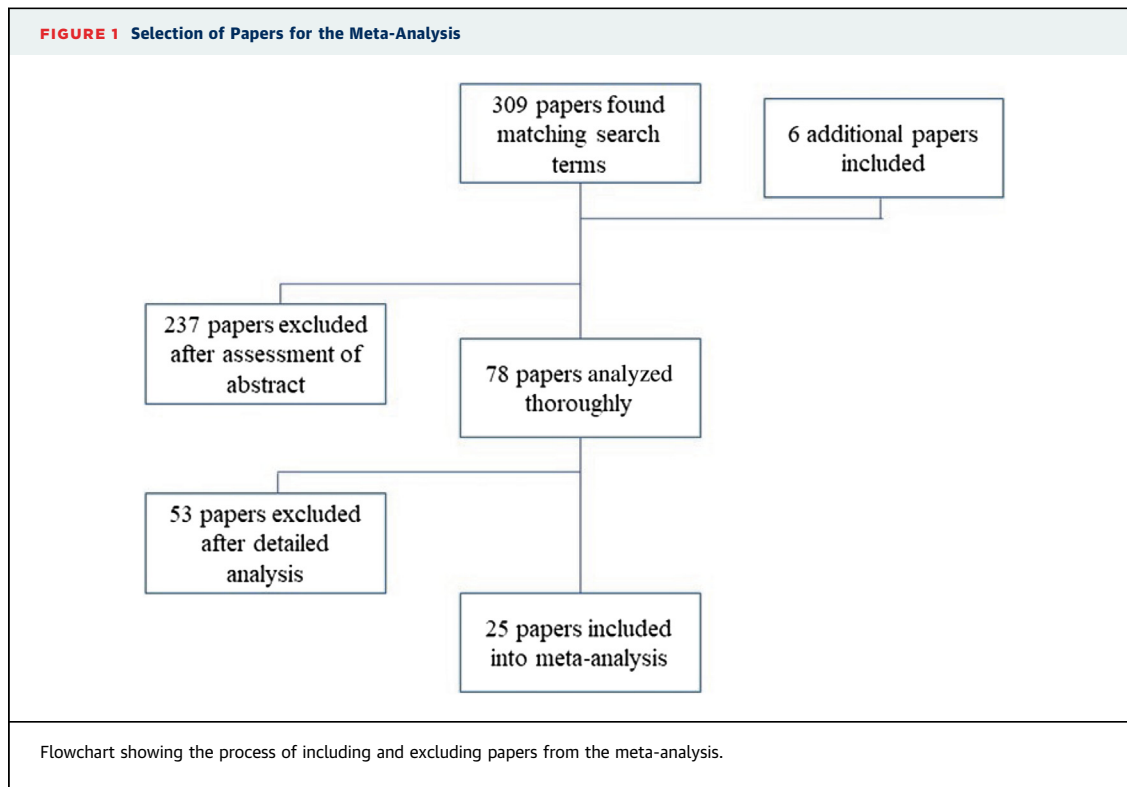 FIGURE 1 Selection of Papers for the Meta-Analysis
309 papers found
matching search
terms
6 additional papers
included
237 papers excluded
after assessment of
abstract
78 papers analyzed
thoroughly
53 papers excluded
after detailed
analysis
25 papers included
into meta-analysis
Flowchart showing the process of including and excluding papers from the meta-analysis.